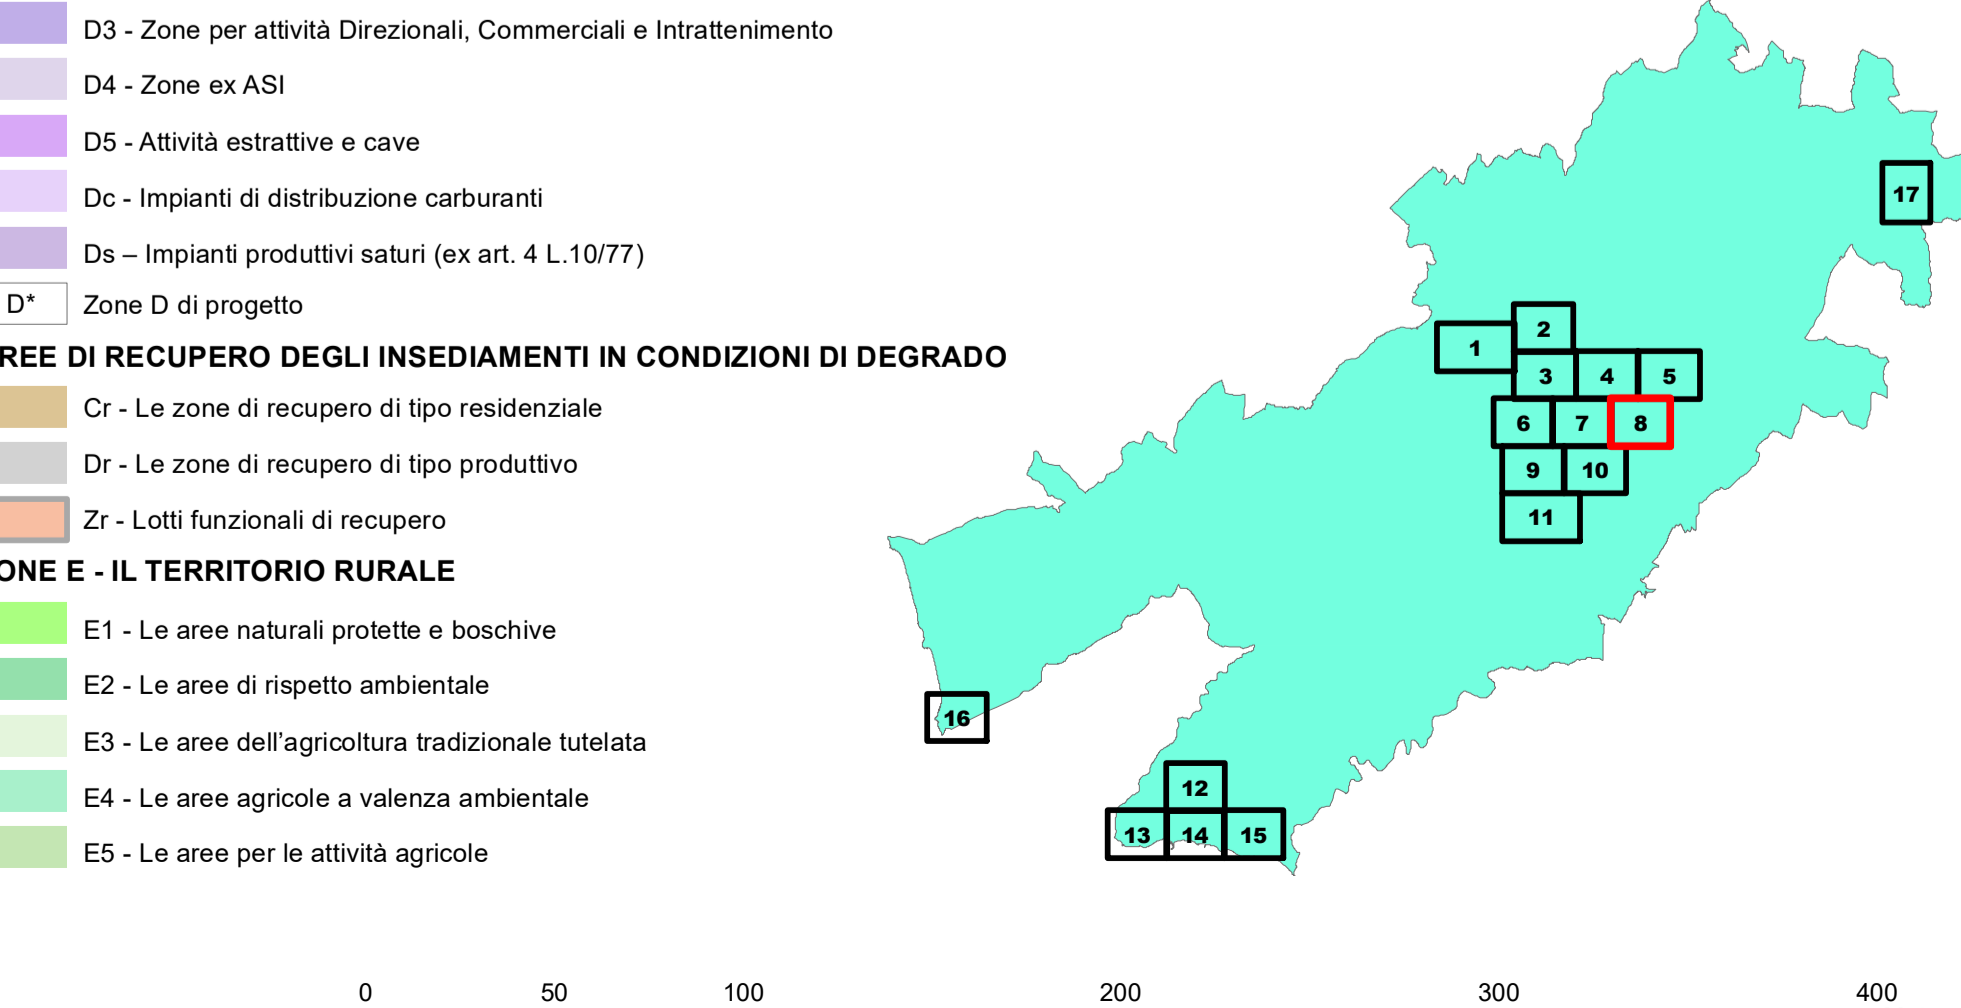 D3 - Zone per attività Direzionali, Commerciali e Intrattenimento
D4 - Zone ex ASI
D5 - Attività estrattive e cave
Dc - Impianti di distribuzione carburanti
Ds – Impianti produttivi saturi (ex art. 4 L.10/77)
D* Zone D di progetto
REE DI RECUPERO DEGLI INSEDIAMENTI IN CONDIZIONI DI DEGRADO
Cr - Le zone di recupero di tipo residenziale
Dr - Le zone di recupero di tipo produttivo
Zr - Lotti funzionali di recupero
ONE E - IL TERRITORIO RURALE
E1 - Le aree naturali protette e boschive
E2 - Le aree di rispetto ambientale
E3 - Le aree dell’agricoltura tradizionale tutelata
E4 - Le aree agricole a valenza ambientale
E5 - Le aree per le attività agricole
17
2
1
3 4 5
6 7 8
9 10
11
16
12
13 14 15
0 50 100 200 300 400